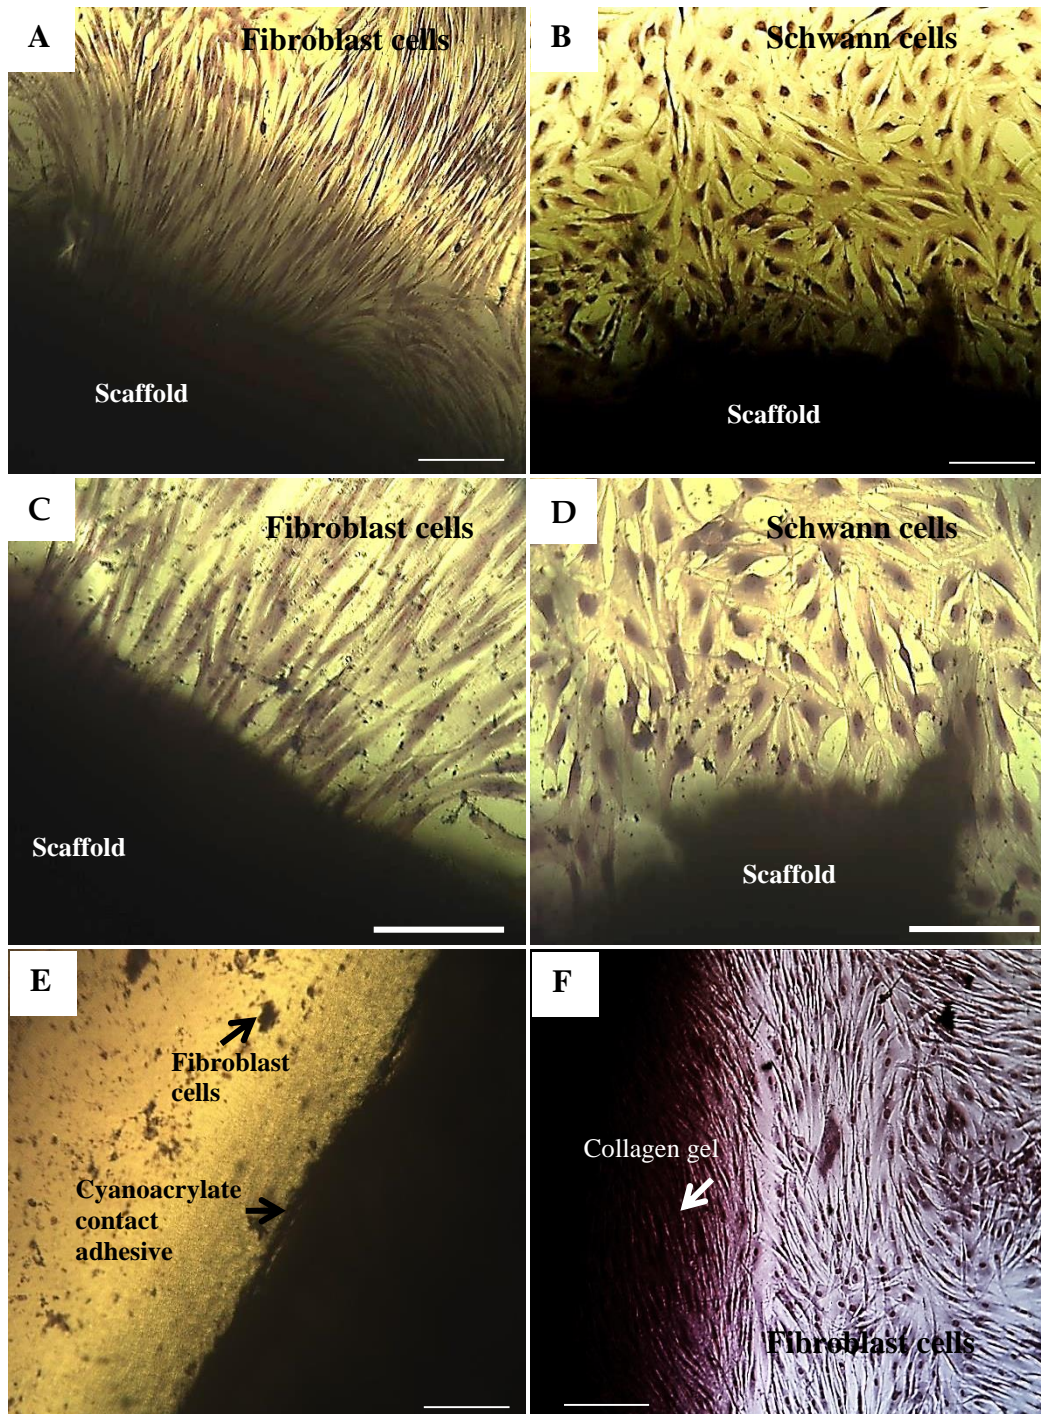 A
Fibroblast cells
Scaffold
B
Schwann cells
Scaffold
C
Fibroblast cells
Scaffold
D
Schwann cells
Scaffold
E
Fibroblast
cells
Cyanoacrylate
contact
adhesive
F
Collagen gel
Fibroblast cells